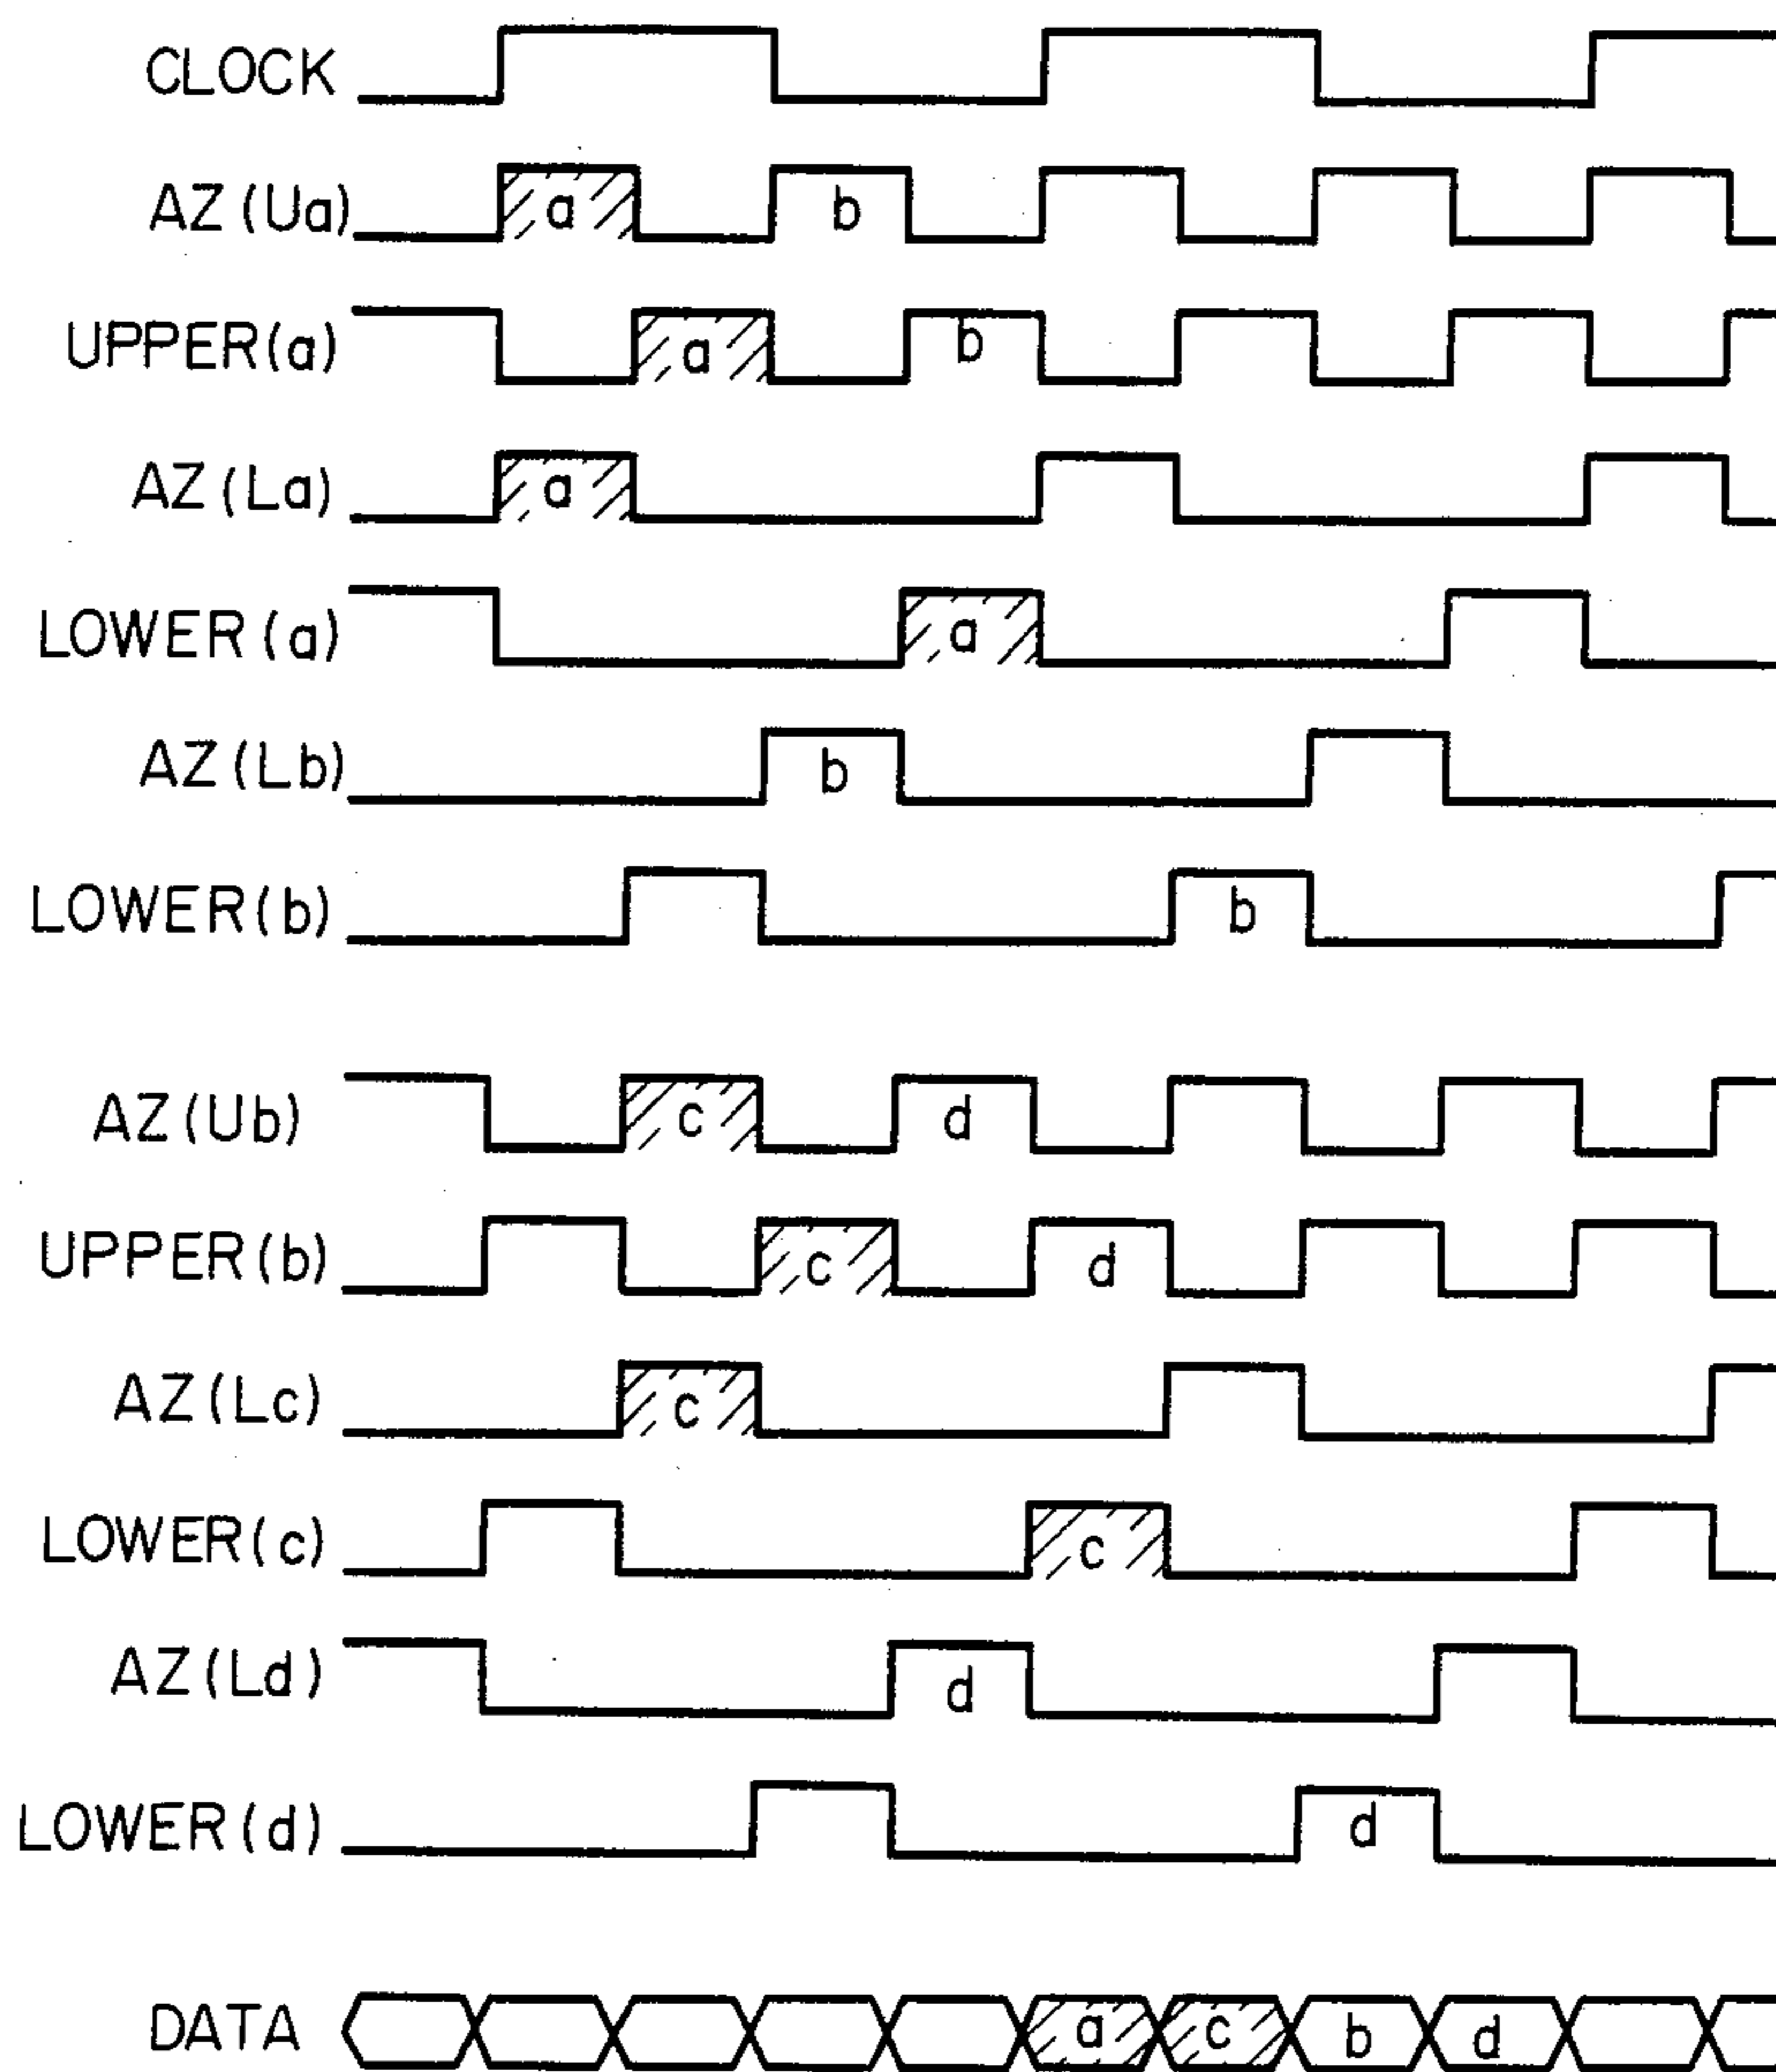 CLOCK
AZ(Ua) a b
UPPER(a) a b
AZ(La) a
LOWER(a) a
AZ(Lb) b
LOWER(b) b
AZ(Ub) c d
UPPER(b) c d
AZ(Lc) c
LOWER(c) c
AZ(Ld) d
LOWER(d) d
DATA a c b d